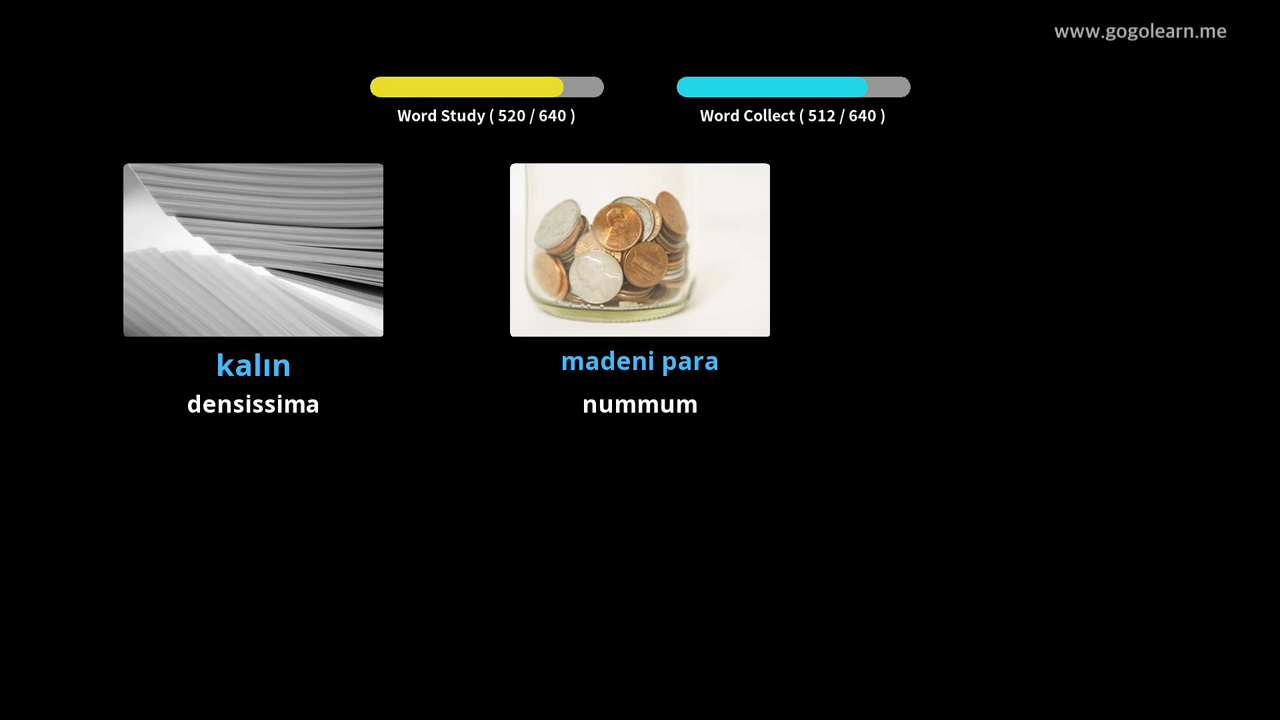 www.gogolearn.me
Word Study ( 520 / 640 )
Word Collect ( 512 / 640 )
kalın
densissima
madeni para
nummum